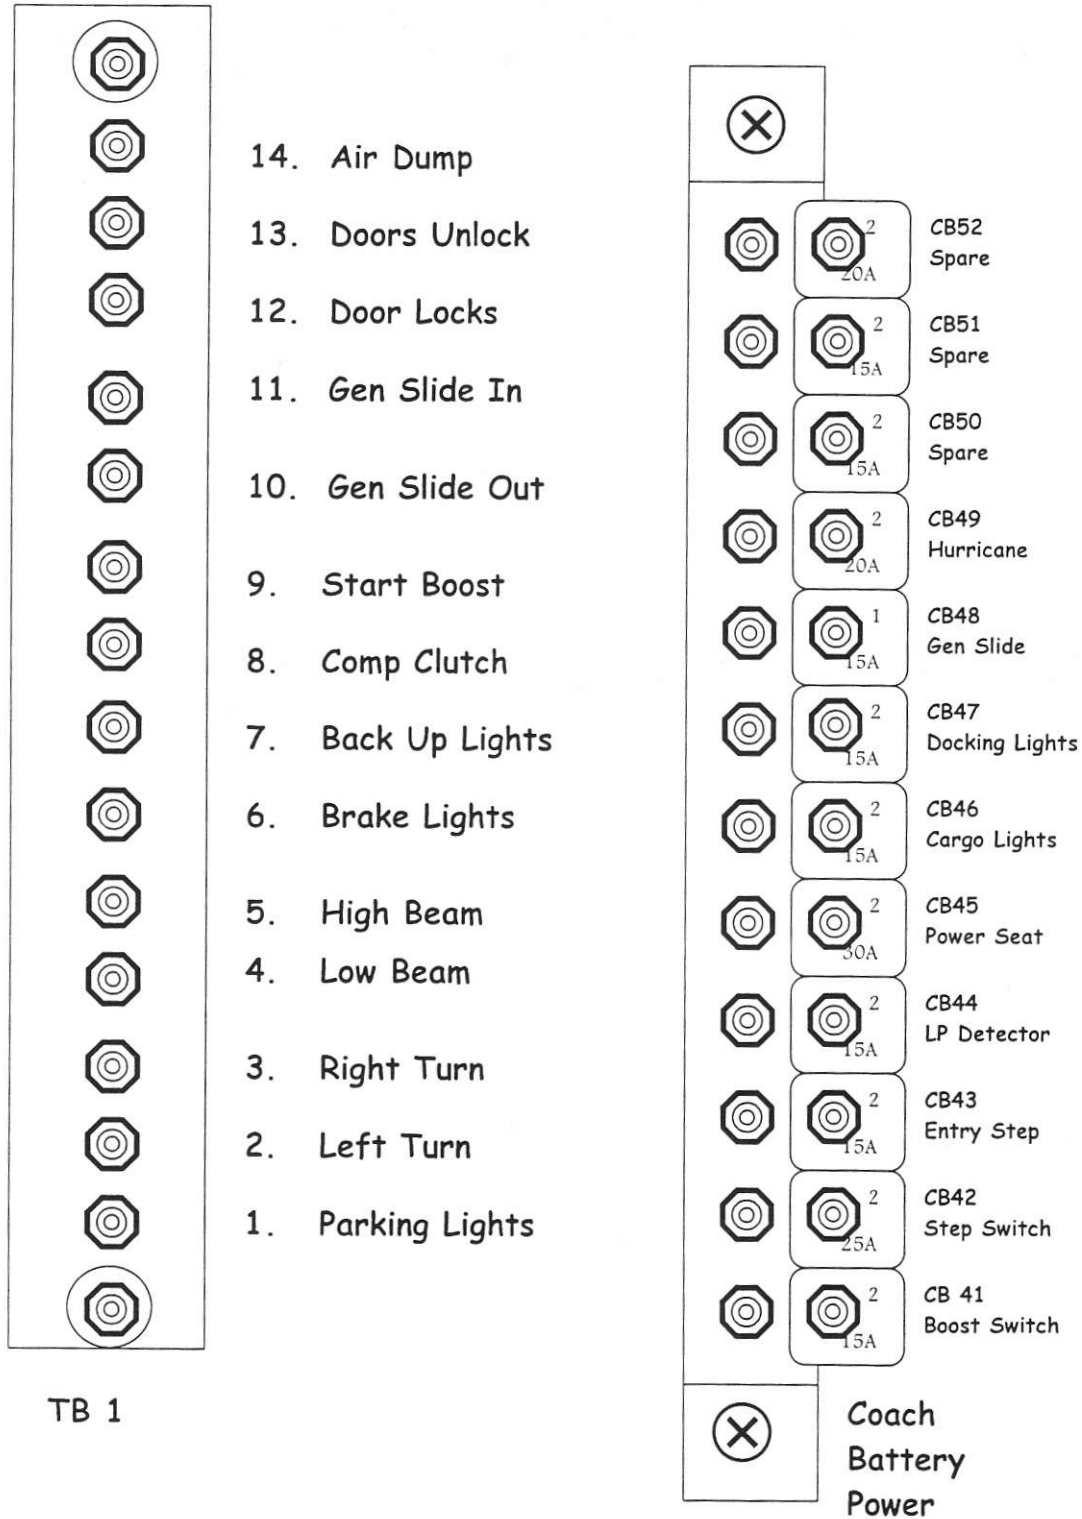 14. Air Dump
13. Doors Unlock
12. Door Locks
11. Gen Slide In
10. Gen Slide Out
9. Start Boost
8. Comp Clutch
7. Back Up Lights
6. Brake Lights
5. High Beam
4. Low Beam
3. Right Turn
2. Left Turn
1. Parking Lights
TB 1
2
20A
CB52
Spare
2
15A
CB51
Spare
2
15A
CB50
Spare
2
20A
CB49
Hurricane
1
15A
CB48
Gen Slide
2
15A
CB47
Docking Lights
2
15A
CB46
Cargo Lights
2
30A
CB45
Power Seat
2
15A
CB44
LP Detector
2
15A
CB43
Entry Step
2
25A
CB42
Step Switch
2
15A
CB 41
Boost Switch
Coach
Battery
Power